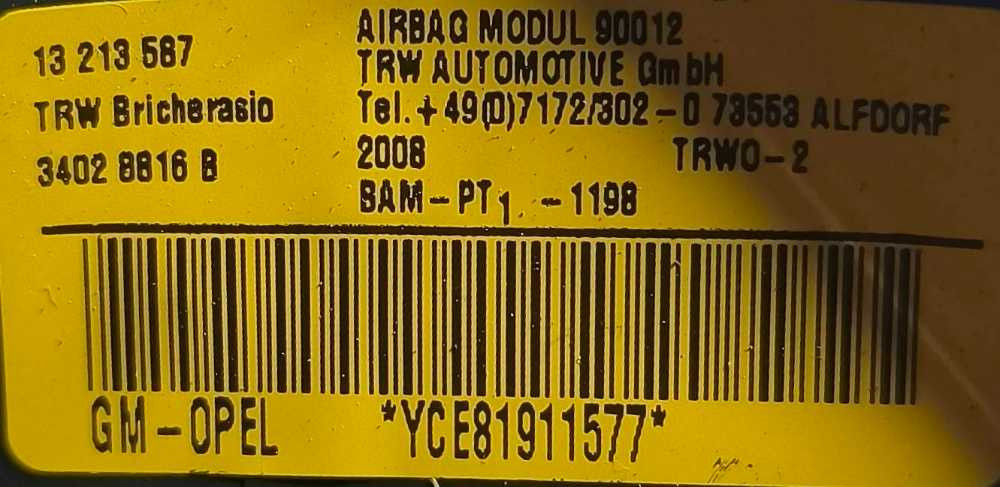 13 213 587
TRW Bricherasio
3402 8816 B
AIRBAG MODUL 90012
TRW AUTOMOTIVE GmbH
Tel.+49(0)7172/302-0 73553 ALFDORF
2008 TRWO-2
BAM-PT1 -1198
GM-OPEL *YCE81911577*